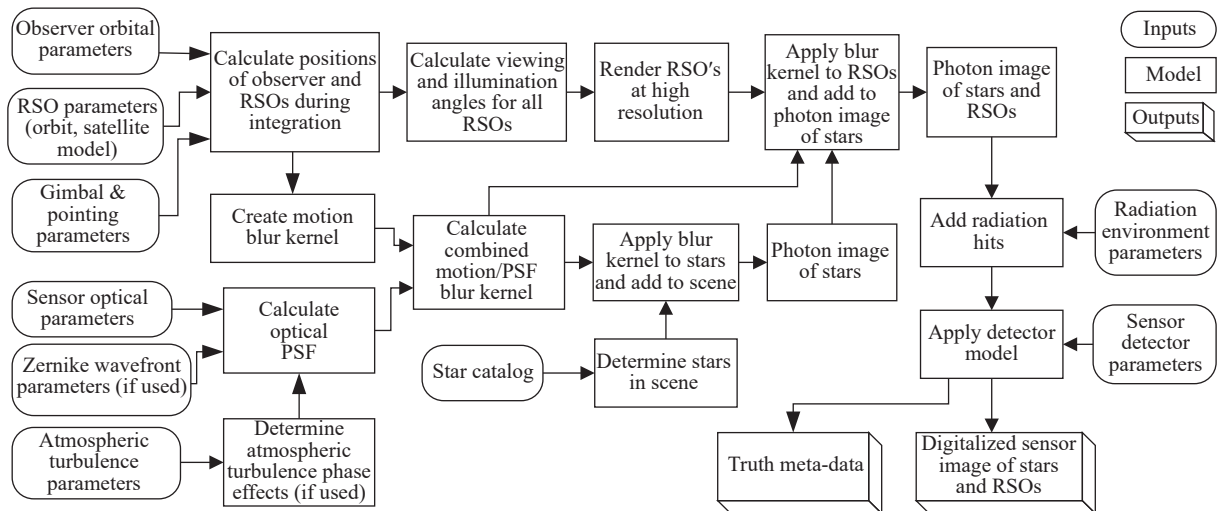 Observer orbital
parameters
RSO parameters
(orbit, satellite
model)
Gimbal &
pointing
parameters
Calculate positions
of observer and
RSOs during
integration
Calculate viewing
and illumination
angles for all
RSOs
Render RSO's
at high
resolution
Apply blur
kernel to RSOs
and add to
photon image
of stars
Photon image
of stars and
RSOs
Inputs
Model
Outputs
Create motion
blur kernel
Calculate
combined
motion/PSF
blur kernel
Apply blur
kernel to stars
and add to scene
Photon image
of stars
Add radiation
hits
Radiation
environment
parameters
Sensor optical
parameters
Zernike wavefront
parameters (if used)
Atmospheric
turbulence
parameters
Calculate
optical
PSF
Determine
atmospheric
turbulence phase
effects (if used)
Star catalog
Determine stars
in scene
Apply detector
model
Sensor
detector
parameters
Truth meta-data
Digitalized sensor
image of stars
and RSOs